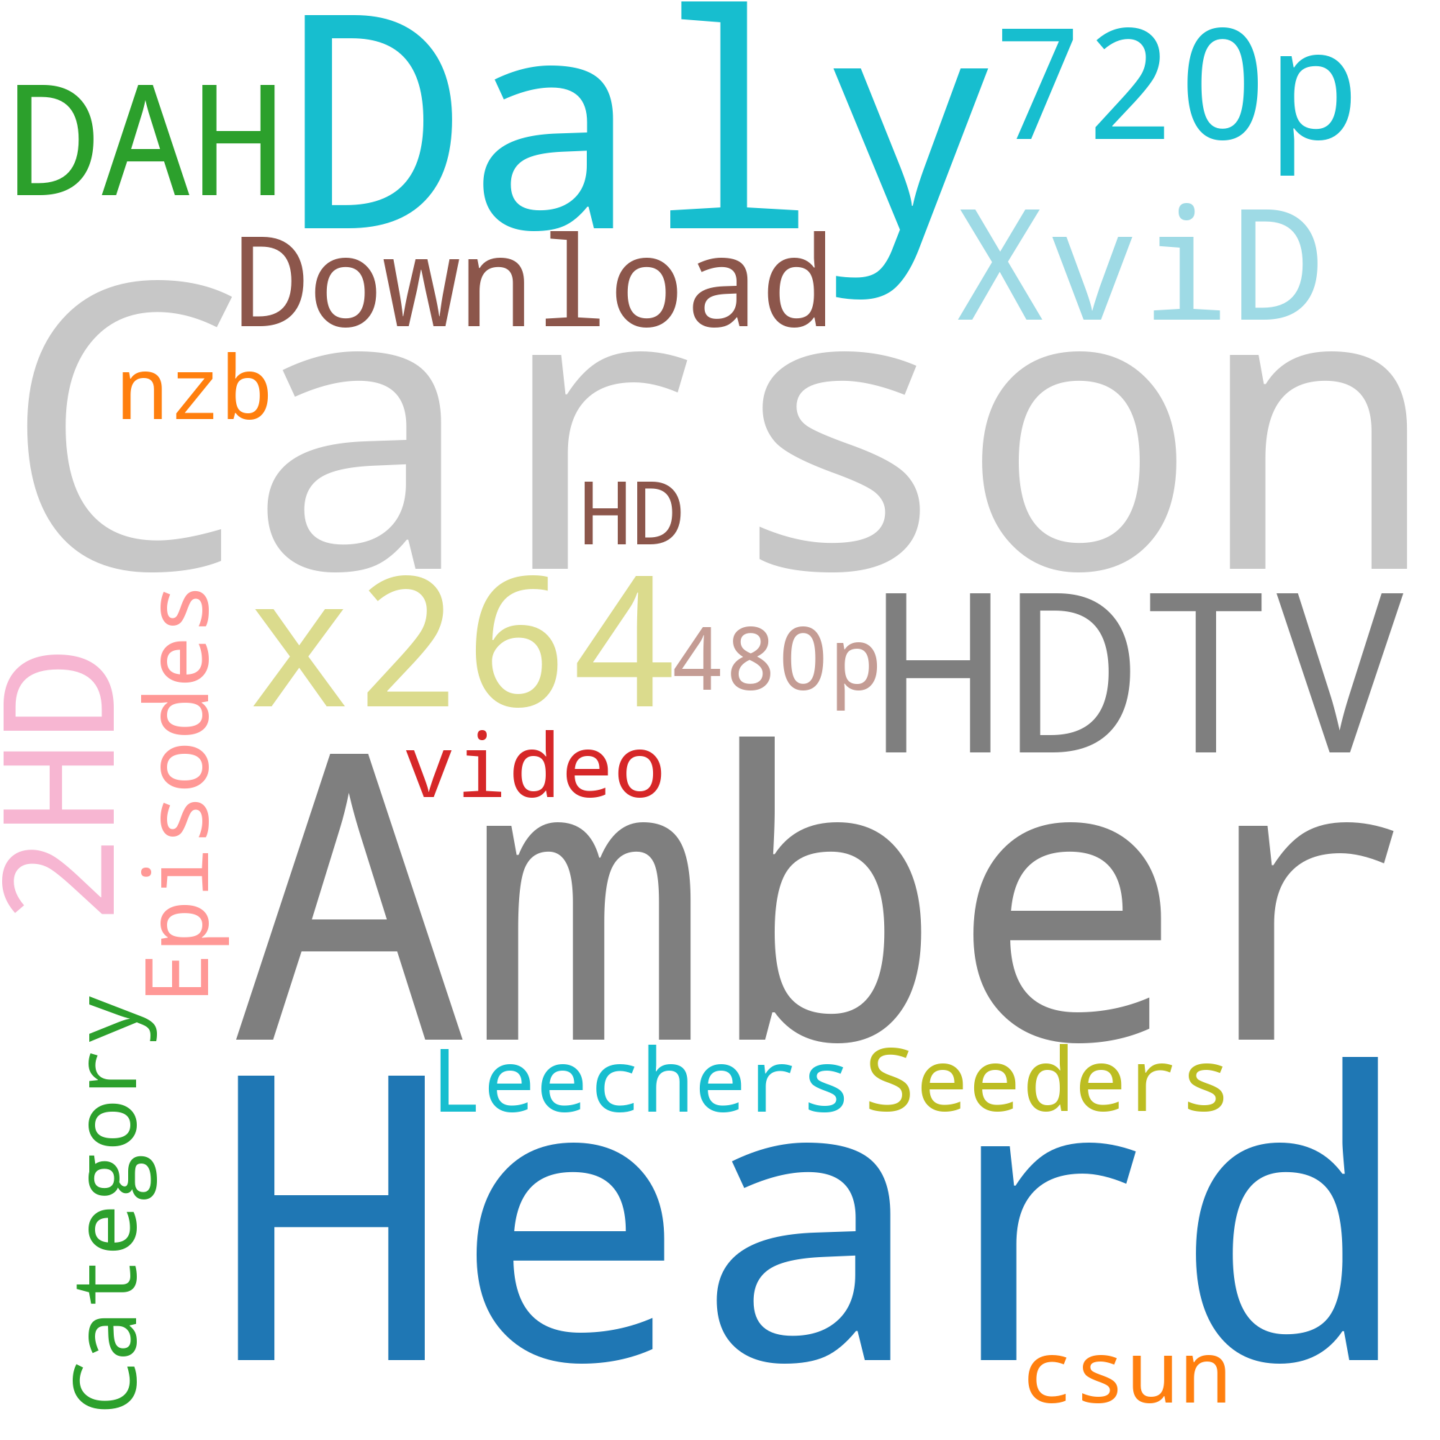 Daly
720p
DAH
XviD
Download
Carson
nzb
HD
x264
480p
HDTV
Episodes
2HD
video
Amber
Category
Leechers
Seeders
Heard
csun